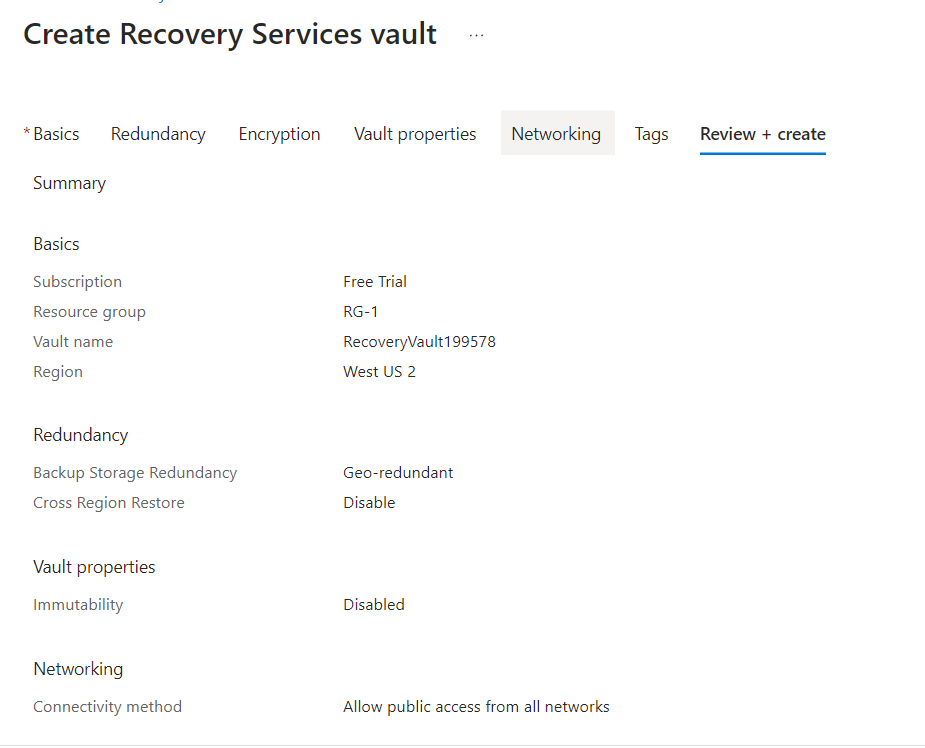 Create Recovery Services vault ...
* Basics Redundancy Encryption Vault properties Networking Tags Review + create
Summary
Basics
Subscription Free Trial
Resource group RG-1
Vault name RecoveryVault199578
Region West US 2
Redundancy
Backup Storage Redundancy Geo-redundant
Cross Region Restore Disable
Vault properties
Immutability Disabled
Networking
Connectivity method Allow public access from all networks